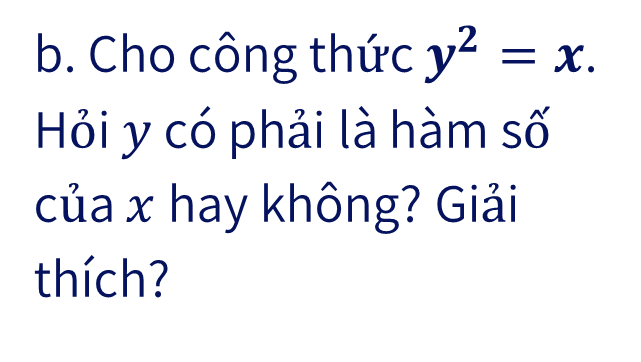 b. Cho công thức y² = x.
Hỏi y có phải là hàm số
của x hay không? Giải
thích?